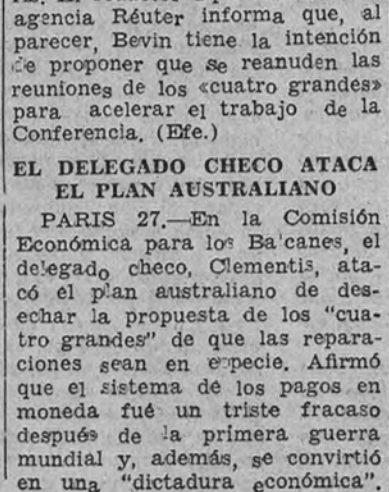 agencia Réuter informa que, al
parecer, Bevin tiene la intención
de proponer que se reanuden las
reuniones de los «cuatro grandes»
para acelerar el trabajo de la
Conferencia. (Efe.)
EL DELEGADO CHECO ATACA
EL PLAN AUSTRALIANO
PARIS 27.—En la Comisión
Económica para los Balcanes, el
delegado checo, Clementis, ata-
có el plan australiano de des-
echar la propuesta de los "cua-
tro grandes" de que las repara-
ciones sean en especie. Afirmó
que el sistema de los pagos en
moneda fué un triste fracaso
después de la primera guerra
mundial y, además, se convirtió
en una "dictadura económica".